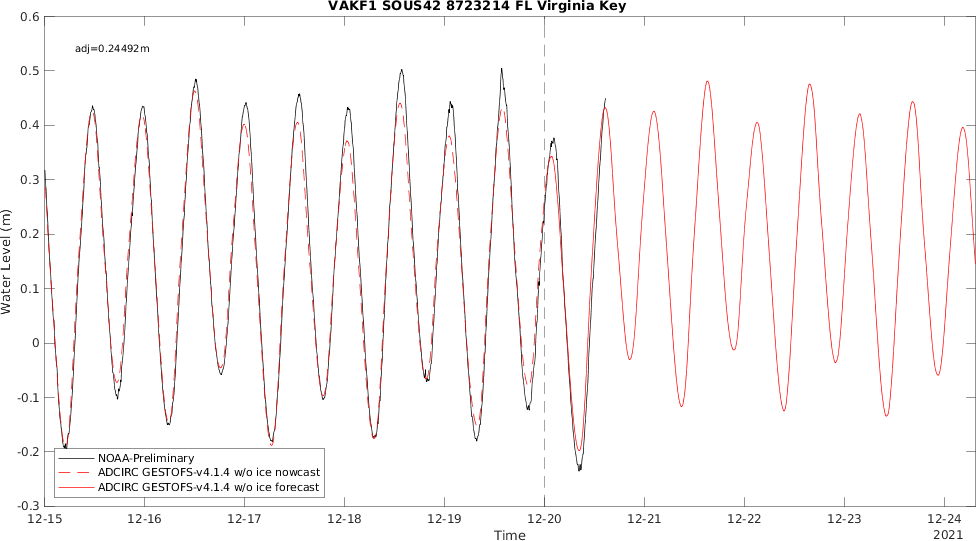 VAKF1 SOUS42 8723214 FL Virginia Key
adj=0.24492m
0.6
0.5
0.4
0.3
0.2
0.1
0
-0.1
-0.2
-0.3
Water Level (m)
NOAA-Preliminary
ADCIRC GESTOFS-v4.1.4 w/o ice nowcast
ADCIRC GESTOFS-v4.1.4 w/o ice forecast
12-15 12-16 12-17 12-18 12-19 12-20 12-21 12-22 12-23 12-24
Time
2021